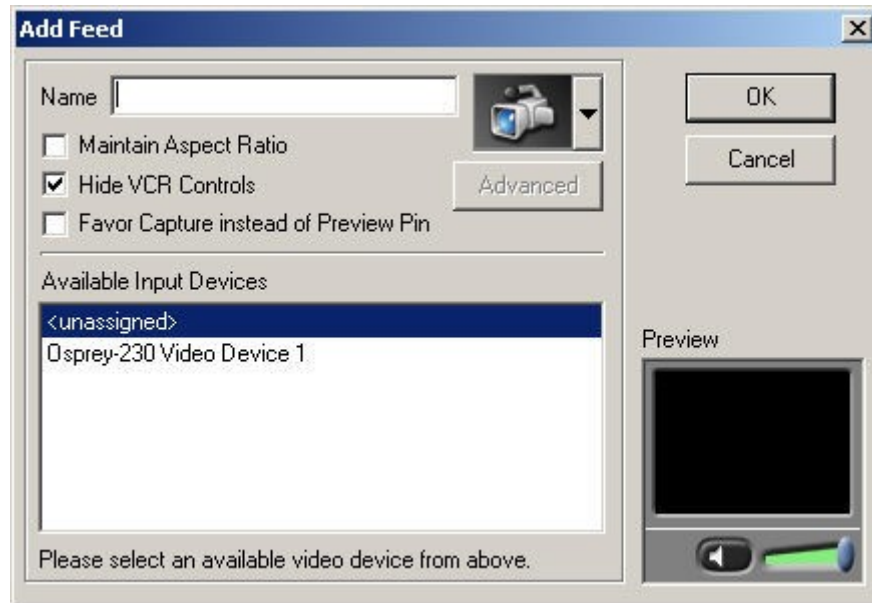 Add Feed
Name
OK
Maintain Aspect Ratio
Cancel
Hide VCR Controls
Advanced
Favor Capture instead of Preview Pin
Available Input Devices
<unassigned>
Osprey-230 Video Device 1
Preview
Please select an available video device from above.